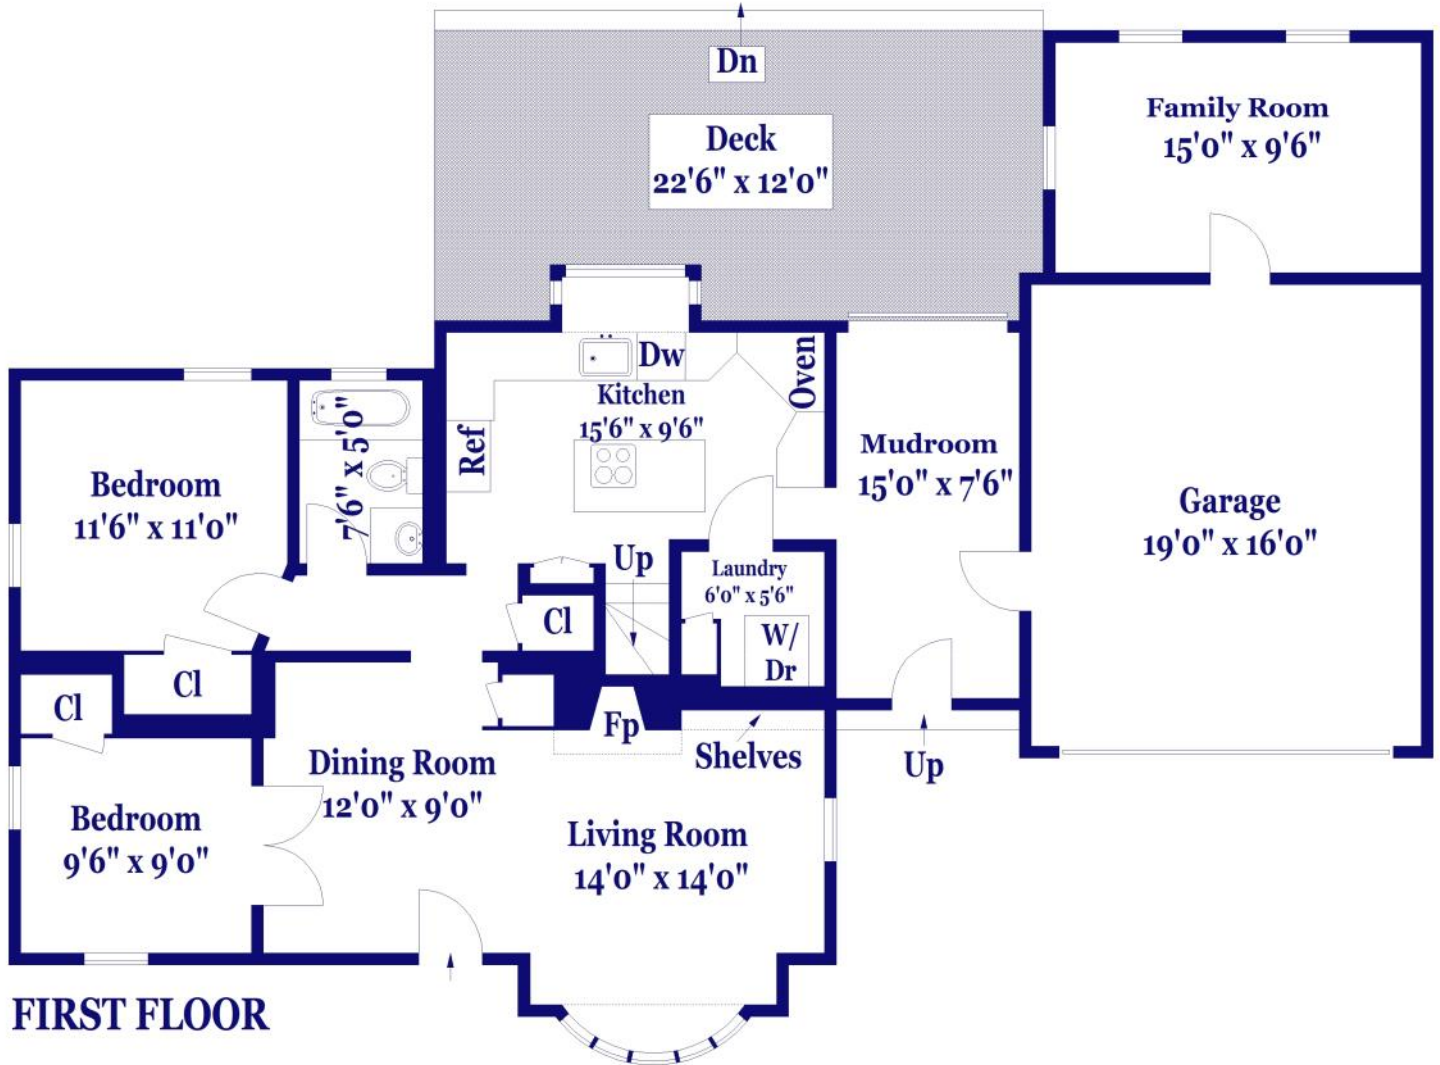 Dn
Deck
22'6" x 12'0"
Family Room
15'0" x 9'6"
Dw
Oven
Kitchen
15'6" x 9'6"
Ref
7'6" x 5'0"
Bedroom
11'6" x 11'0"
Mudroom
15'0" x 7'6"
Garage
19'0" x 16'0"
Up
Laundry
6'0" x 5'6"
W/
Dr
Cl
Cl
Cl
Fp
Shelves
Up
Dining Room
12'0" x 9'0"
Bedroom
9'6" x 9'0"
Living Room
14'0" x 14'0"
FIRST FLOOR